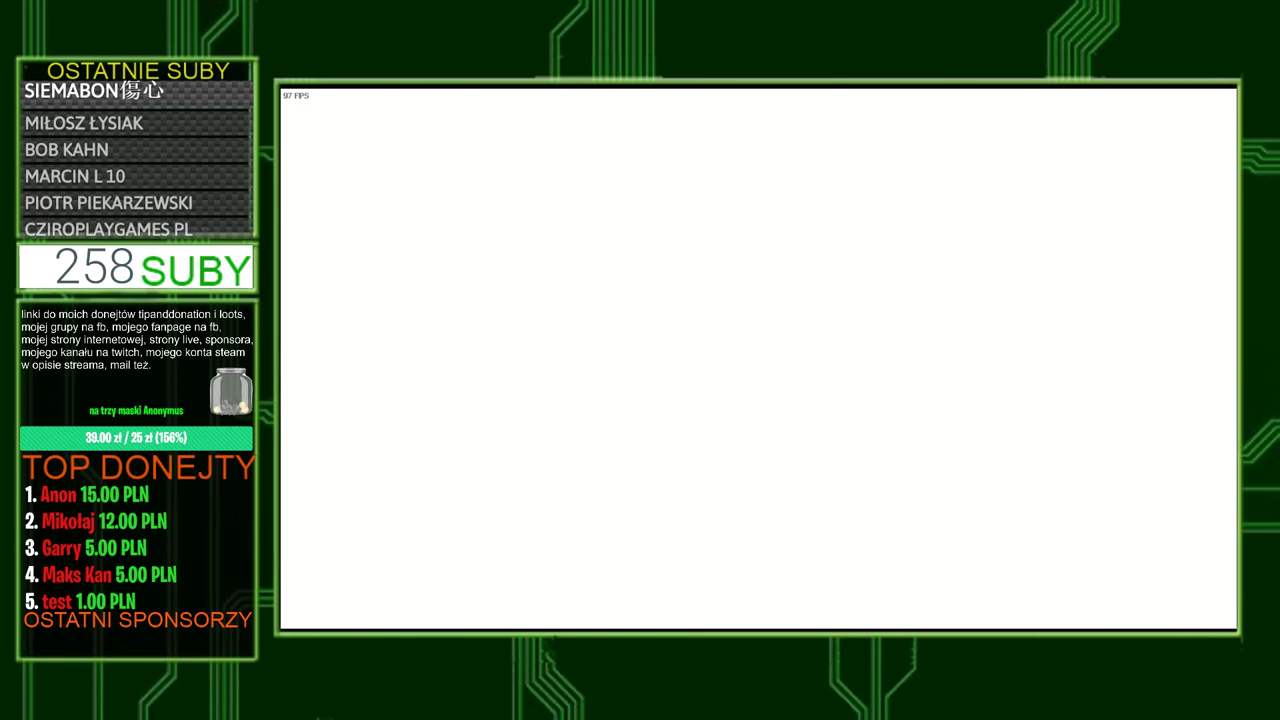 OSTATNIE SUBY
SIEMABON傷心
MIŁOSZ ŁYSIAK
BOB KAHN
MARCIN L 10
PIOTR PIEKARZEWSKI
CZIROPLAYGAMES PL
258 SUBY
linki do moich donejtów tipanddonation i loots,
mojej grupy na fb, mojego fanpage na fb,
mojej strony internetowej, strony live, sponsora,
mojego kanału na twitch, mojego konta steam
w opisie streama, mail też.
na trzy maski Anonymus
39.00 zł / 25 zł (156%)
TOP DONEJTY
1. Anon 15.00 PLN
2. Mikołaj 12.00 PLN
3. Garry 5.00 PLN
4. Maks Kan 5.00 PLN
5. test 1.00 PLN
OSTATNI SPONSORZY
97 FPS